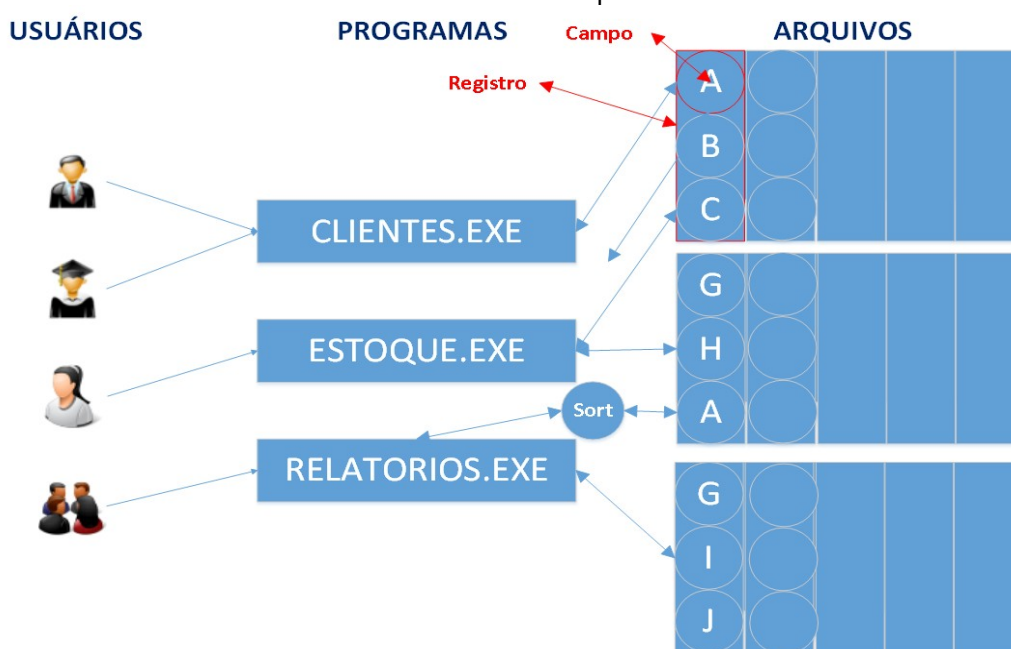 USUÁRIOS
PROGRAMAS
Campo
ARQUIVOS
Registro
A
B
C
CLIENTES.EXE
G
H
A
ESTOQUE.EXE
Sort
RELATORIOS.EXE
G
I
J